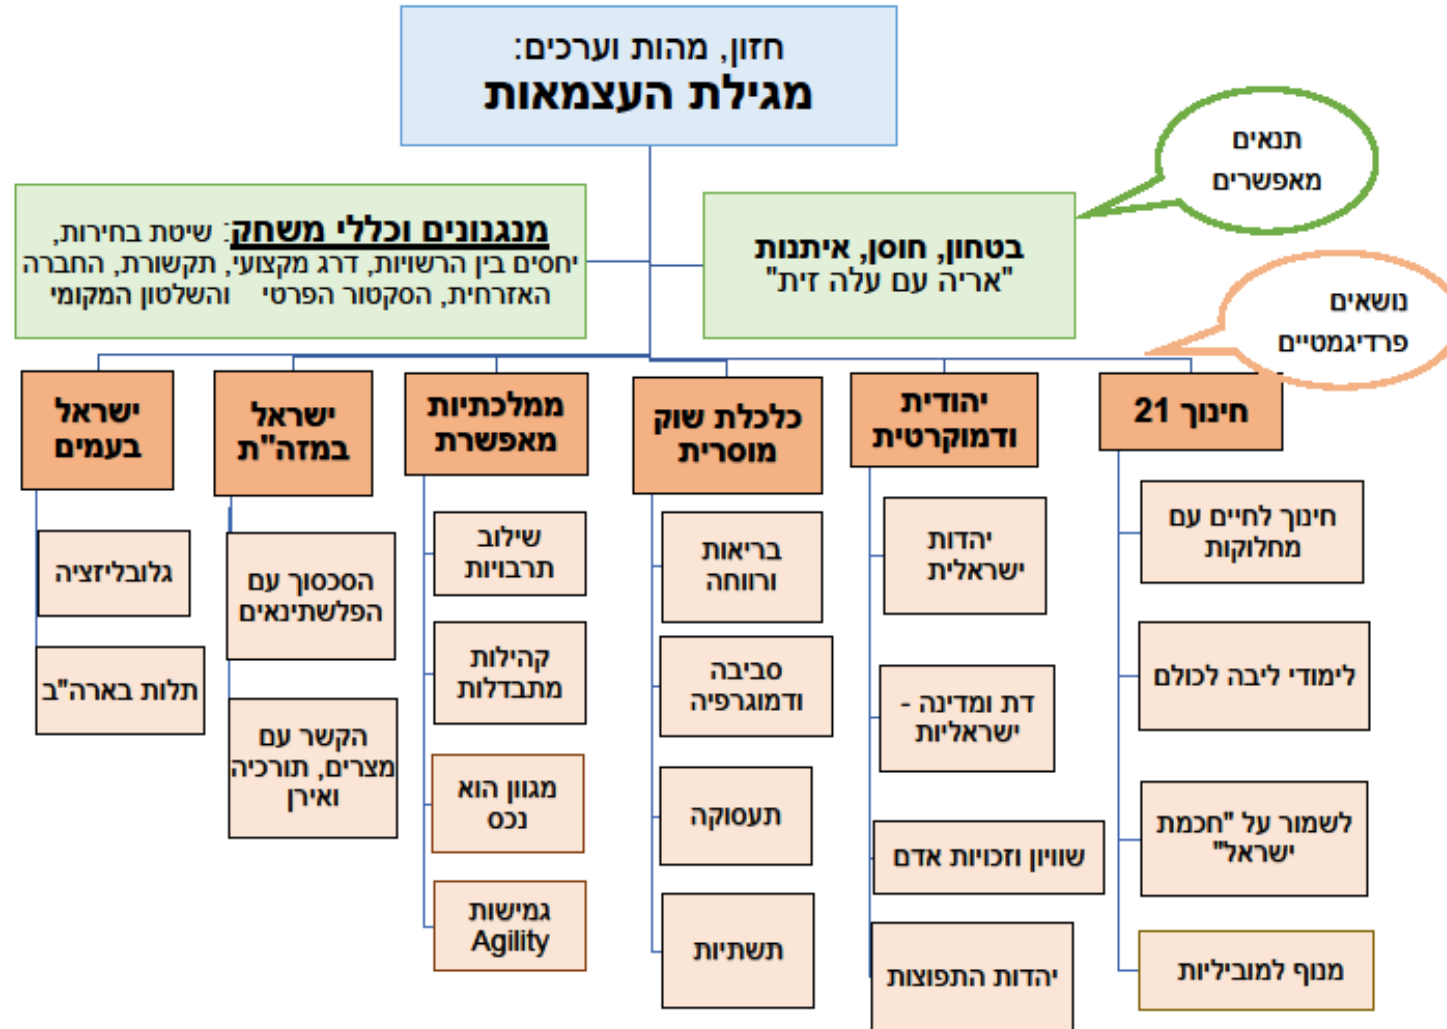 חזון, מהות וערכים:
מגילת העצמאות
תנאים
מאפשרים
בטחון, חוסן, איתנות
"אריה עם עלה זית"
מנגנונים וכללי משחק: שיטת בחירות,
יחסים בין הרשויות, דרג מקצועי, תקשורת, החברה
האזרחית, הסקטור הפרטי והשלטון המקומי
נושאים
פרדיגמטיים
חינוך 21
חינוך לחיים עם
מחלוקות
לימודי ליבה לכולם
לשמור על "חכמת
ישראל"
מנוף למוביליות
יהודית
ודמוקרטית
יהדות
ישראלית
דת ומדינה -
ישראליות
שוויון וזכויות אדם
יהדות התפוצות
כלכלת שוק
מוסרית
בריאות
ורווחה
סביבה
ודמוגרפיה
תעסוקה
תשתיות
ממלכתיות
מאפשרת
שילוב
תרבויות
קהילות
מתבדלות
מגוון הוא
נכס
גמישות
Agility
ישראל
במזה"ת
הסכסוך עם
הפלשתינאים
הקשר עם
מצרים, תורכיה
ואירן
ישראל
בעמים
גלובליזציה
תלות בארה"ב